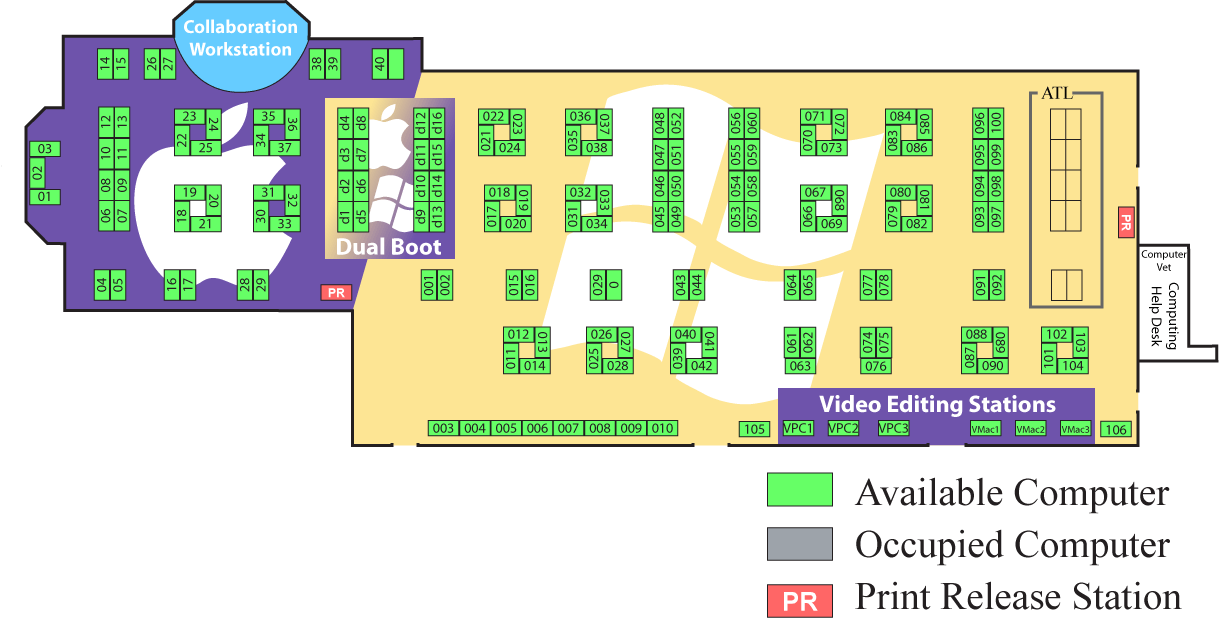 Collaboration
Workstation
14 15 26 27 38 39 40
12 13 23 24 22 25 35 36 34 37
10 11
08 09 19 20 18 21 31 32 30 33
06 07
03
02
01
04 05 16 17 28 29
PR
d4 d8 d12 d16
d3 d7 d11 d15
d2 d6 d10 d14
d1 d5 d9 d13
Dual Boot
022 023 021 024 036 037 035 038 048 052 056 060 071 072 070 073 084 085 083 086 096 100
047 051 055 059 095 099
018 019 017 020 032 033 031 034 046 050 054 058 067 068 066 069 080 081 079 082 094 098
045 049 053 057 093 097
ATL
PR
001 002 015 016 029 0 043 044 064 065 077 078 091 092
012 013 011 014 026 027 025 028 040 041 039 042 061 062 063 074 075 076 088 089 087 090 102 103 101 104
Computer
Vet
Computing
Help Desk
Video Editing Stations
003 004 005 006 007 008 009 010 105 VPC1 VPC2 VPC3 VMac1 VMac2 VMac3 106
Available Computer
Occupied Computer
PR Print Release Station